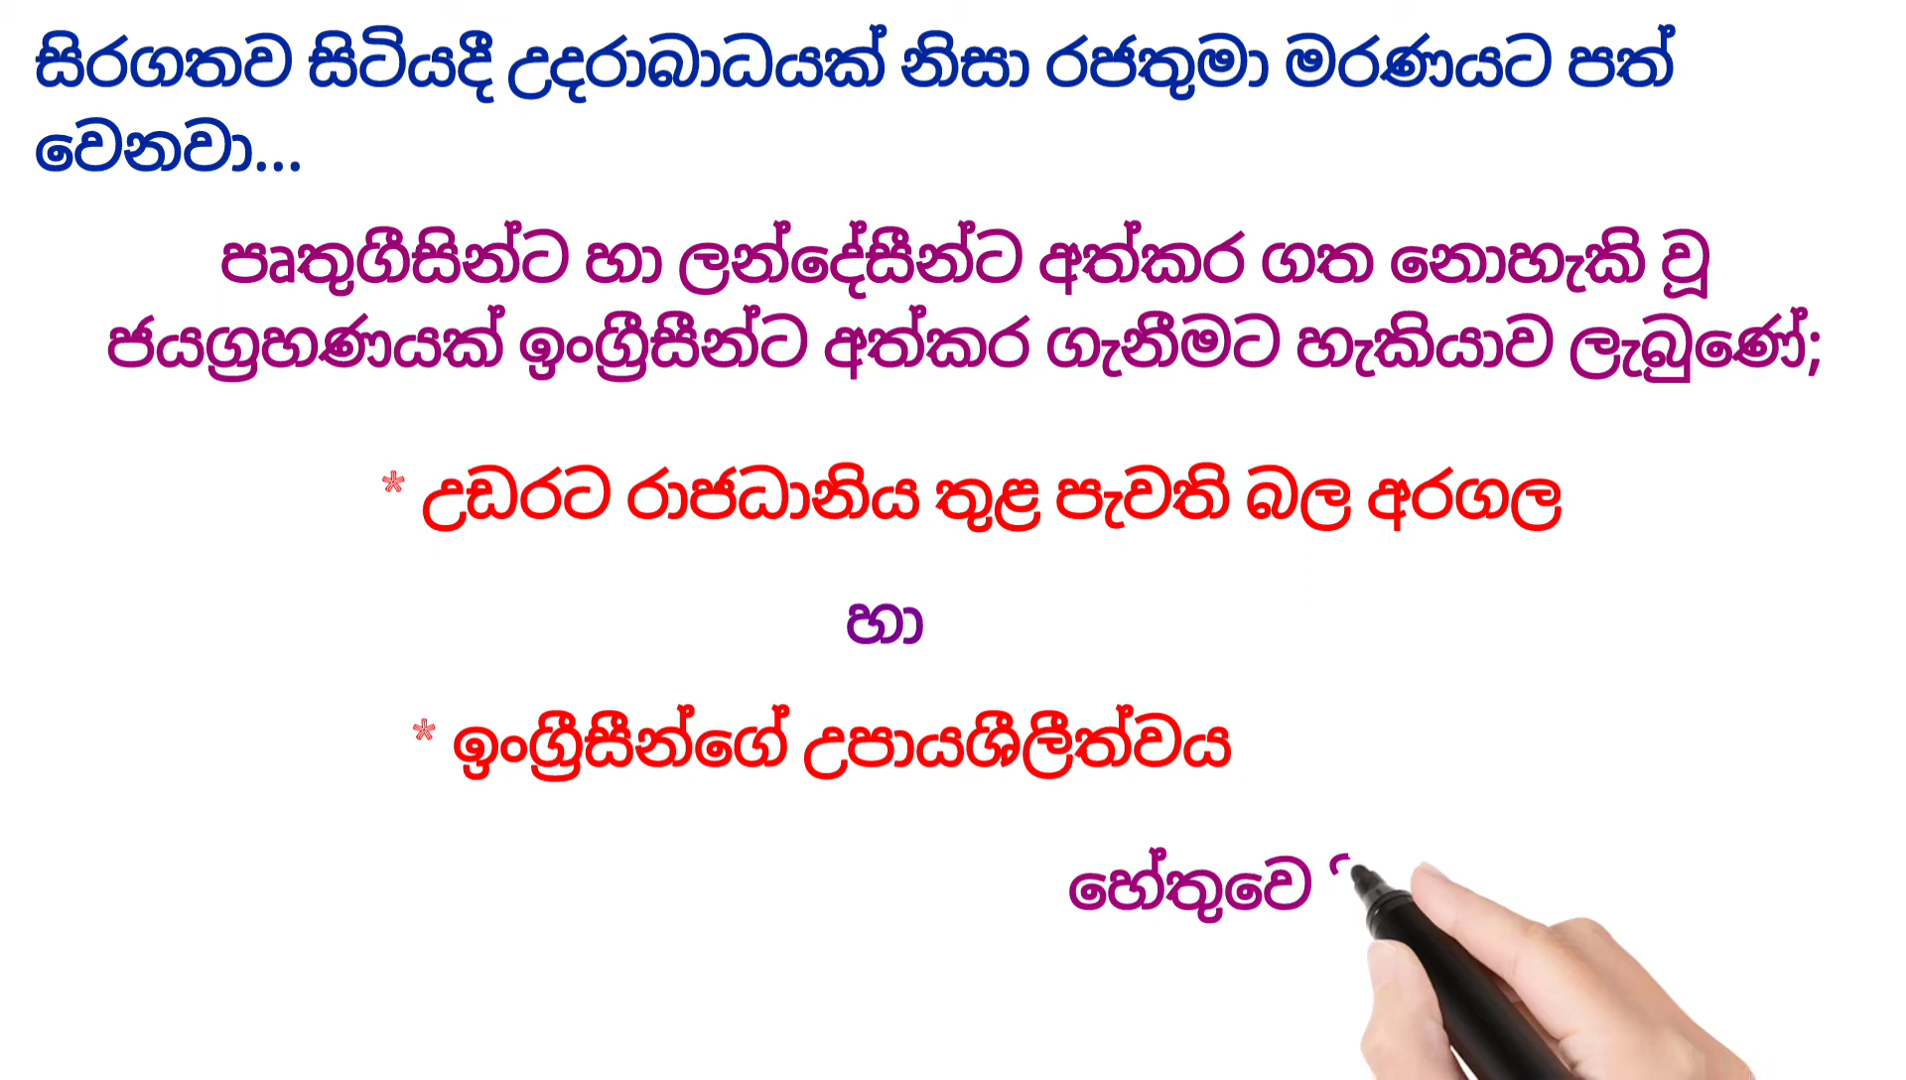 සිරගතව සිටියදී උදරාබාධයක් නිසා රජතුමා මරණයට පත්
වෙනවා...
පෘතුගීසින්ට හා ලන්දේසීන්ට අත්කර ගත නොහැකි වූ
ජයග්‍රහණයක් ඉංග්‍රීසීන්ට අත්කර ගැනීමට හැකියාව ලැබුණේ;
* උඩරට රාජධානිය තුළ පැවති බල අරගල
හා
* ඉංග්‍රීසීන්ගේ උපායශීලීත්වය
හේතුවෙ